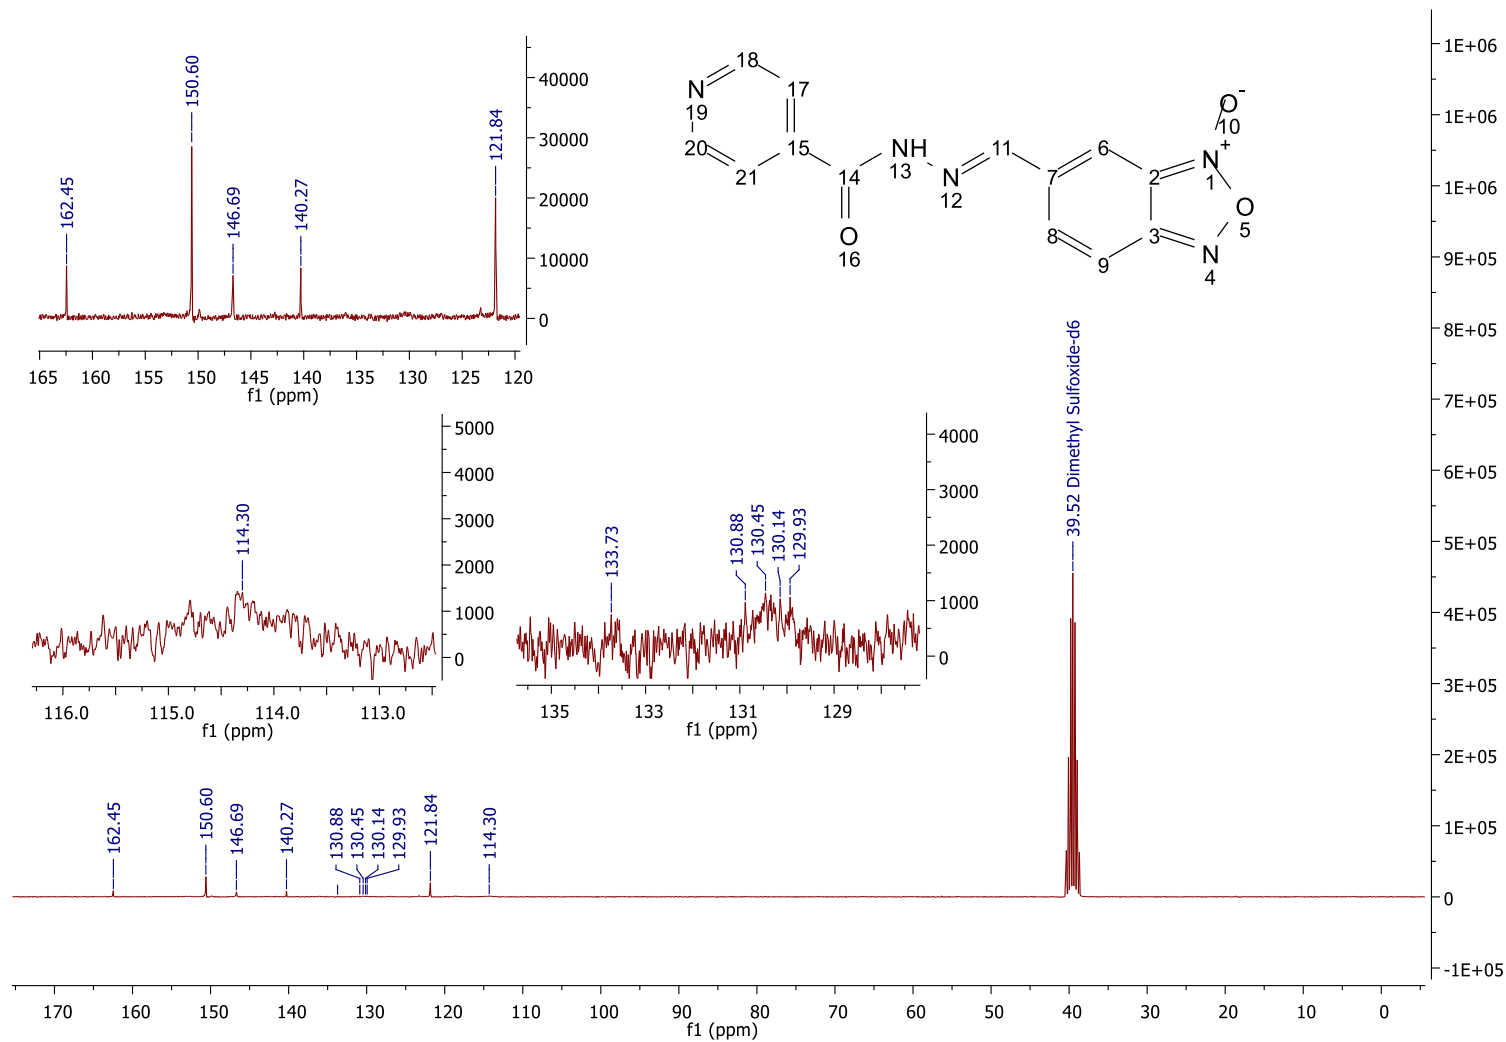 162.45
150.60
146.69
140.27
121.84
40000
30000
20000
10000
0
165 160 155 150 145 140 135 130 125 120
f1 (ppm)
18
N
19
17
20
15
21
14
O
16
NH
13
N
12
11
7
6
8
9
2
3
N
+
1
O
-
10
O
5
N
4
114.30
5000
4000
3000
2000
1000
0
116.0 115.0 114.0 113.0
f1 (ppm)
133.73
130.88
130.45
130.14
129.93
4000
3000
2000
1000
0
135 133 131 129
f1 (ppm)
162.45
150.60
146.69
140.27
130.88
130.45
130.14
129.93
121.84
114.30
39.52 Dimethyl Sulfoxide-d6
1E+06
1E+06
1E+06
9E+05
8E+05
7E+05
6E+05
5E+05
4E+05
3E+05
2E+05
1E+05
0
-1E+05
170 160 150 140 130 120 110 100 90 80 70 60 50 40 30 20 10 0
f1 (ppm)